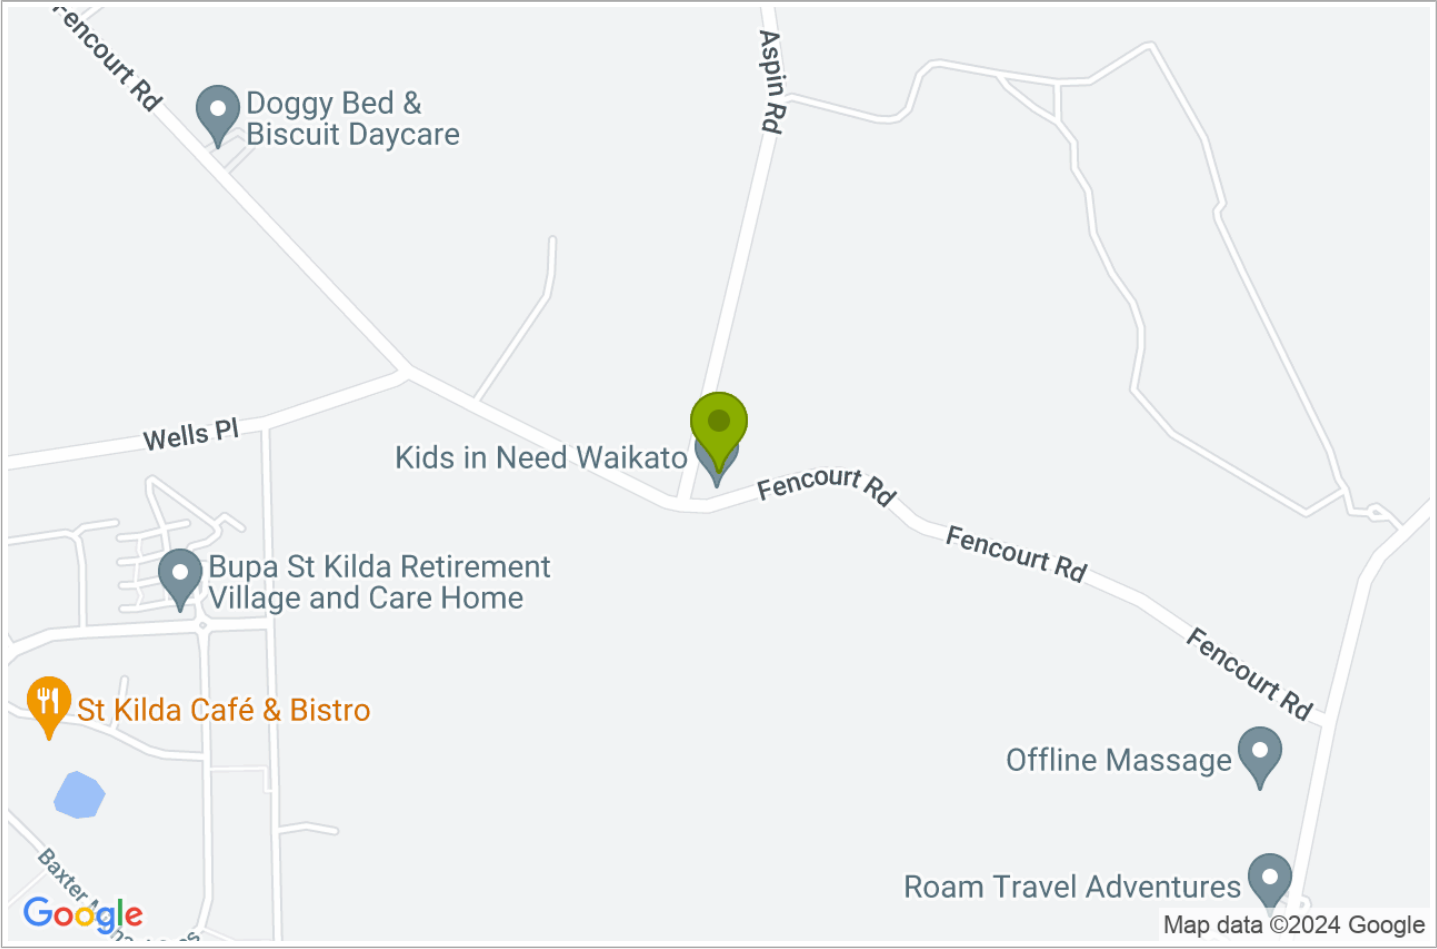 Fencourt Rd
Doggy Bed &
Biscuit Daycare
Aspin Rd
Wells Pl
Kids in Need Waikato
Fencourt Rd
Fencourt Rd
Bupa St Kilda Retirement
Village and Care Home
Fencourt Rd
St Kilda Café & Bistro
Offline Massage
Baxter
Roam Travel Adventures
Google
Map data ©2024 Google